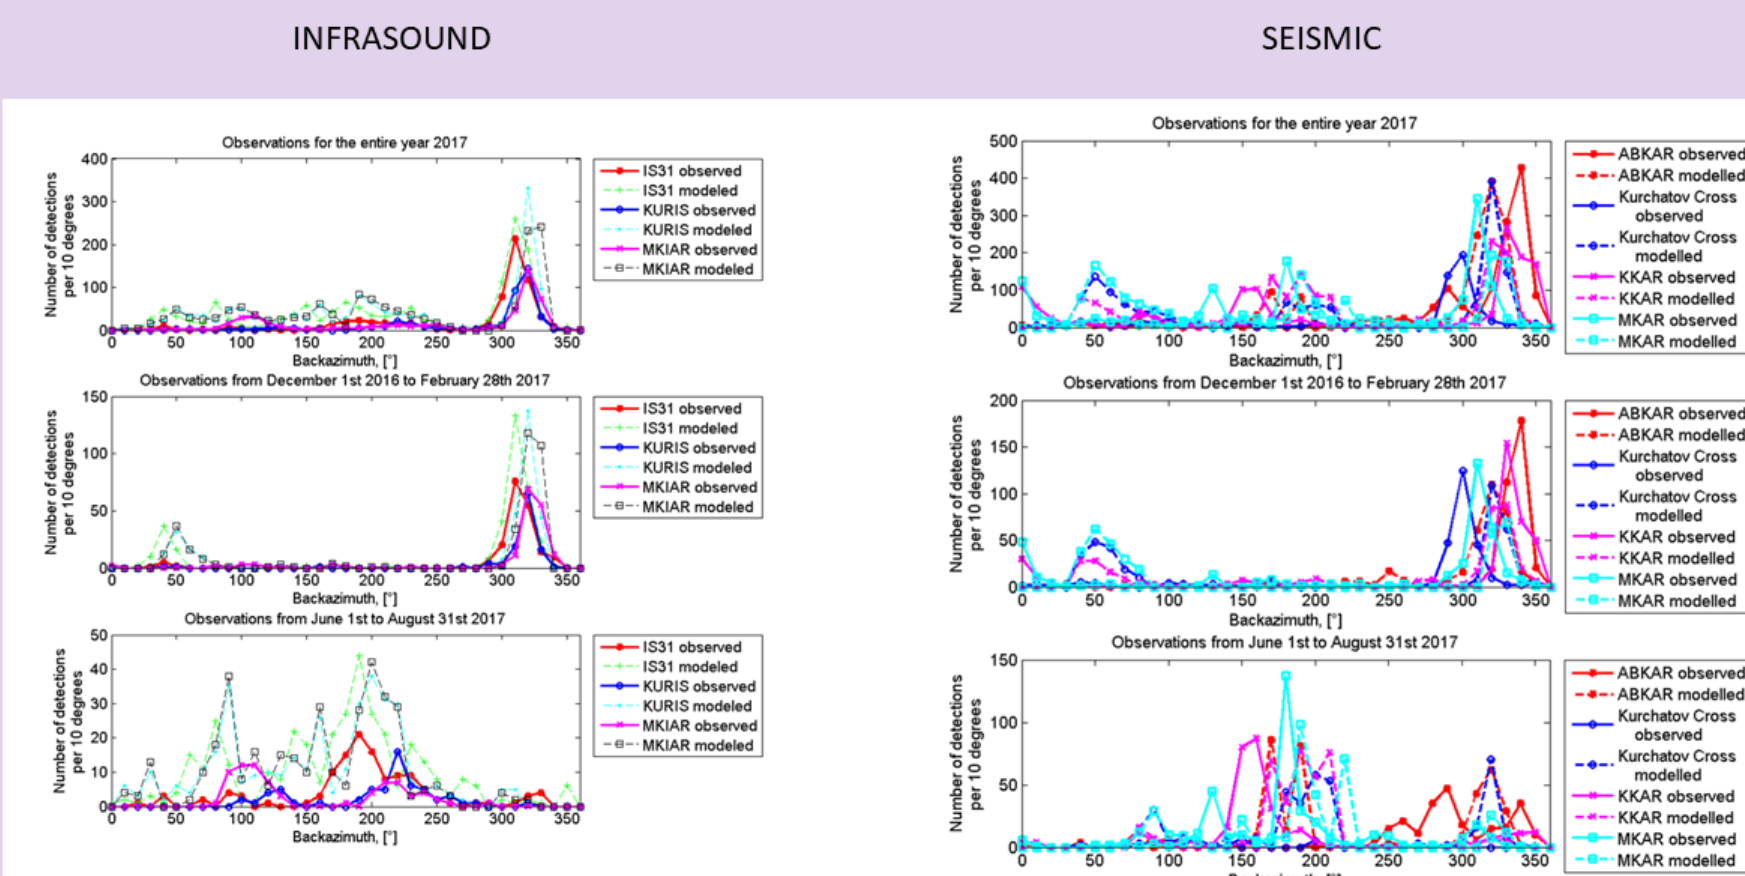 INFRASOUND
SEISMIC
Observations for the entire year 2017
400
300
200
100
0
Number of detections
per 10 degrees
0 50 100 150 200 250 300 350
Backazimuth, [°]
IS31 observed
IS31 modeled
KURIS observed
KURIS modeled
MKIAR observed
MKIAR modeled
Observations from December 1st 2016 to February 28th 2017
150
100
50
0
Number of detections
per 10 degrees
0 50 100 150 200 250 300 350
Backazimuth, [°]
IS31 observed
IS31 modeled
KURIS observed
KURIS modeled
MKIAR observed
MKIAR modeled
Observations from June 1st to August 31st 2017
50
40
30
20
10
0
Number of detections
per 10 degrees
0 50 100 150 200 250 300 350
Backazimuth, [°]
IS31 observed
IS31 modeled
KURIS observed
KURIS modeled
MKIAR observed
MKIAR modeled
Observations for the entire year 2017
500
400
300
200
100
0
Number of detections
per 10 degrees
0 50 100 150 200 250 300 350
Backazimuth, [°]
ABKAR observed
ABKAR modelled
Kurchatov Cross
observed
Kurchatov Cross
modelled
KKAR observed
KKAR modelled
MKAR observed
MKAR modelled
Observations from December 1st 2016 to February 28th 2017
200
150
100
50
0
Number of detections
per 10 degrees
0 50 100 150 200 250 300 350
Backazimuth, [°]
ABKAR observed
ABKAR modelled
Kurchatov Cross
observed
Kurchatov Cross
modelled
KKAR observed
KKAR modelled
MKAR observed
MKAR modelled
Observations from June 1st to August 31st 2017
150
100
50
0
Number of detections
per 10 degrees
0 50 100 150 200 250 300 350
ABKAR observed
ABKAR modelled
Kurchatov Cross
observed
Kurchatov Cross
modelled
KKAR observed
KKAR modelled
MKAR observed
MKAR modelled